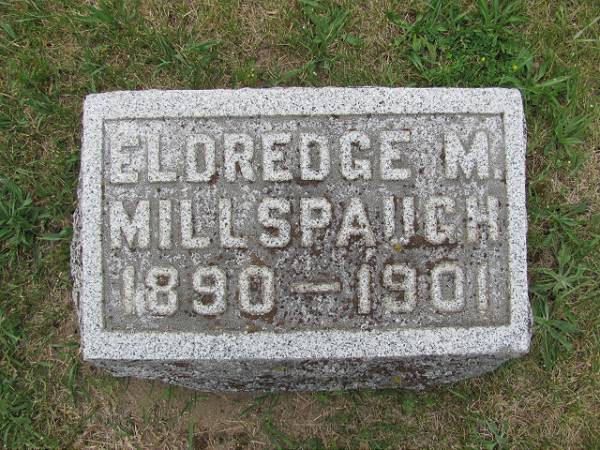 ELDREDGE M.
MILLSPAUGH
1890 — 1901